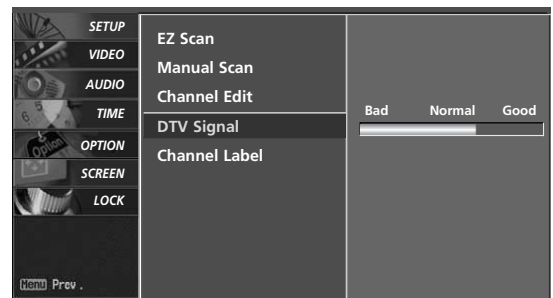 SETUP
VIDEO
AUDIO
TIME
OPTION
SCREEN
LOCK
Menu Prev .
EZ Scan
Manual Scan
Channel Edit
DTV Signal
Channel Label
Bad Normal Good
Option